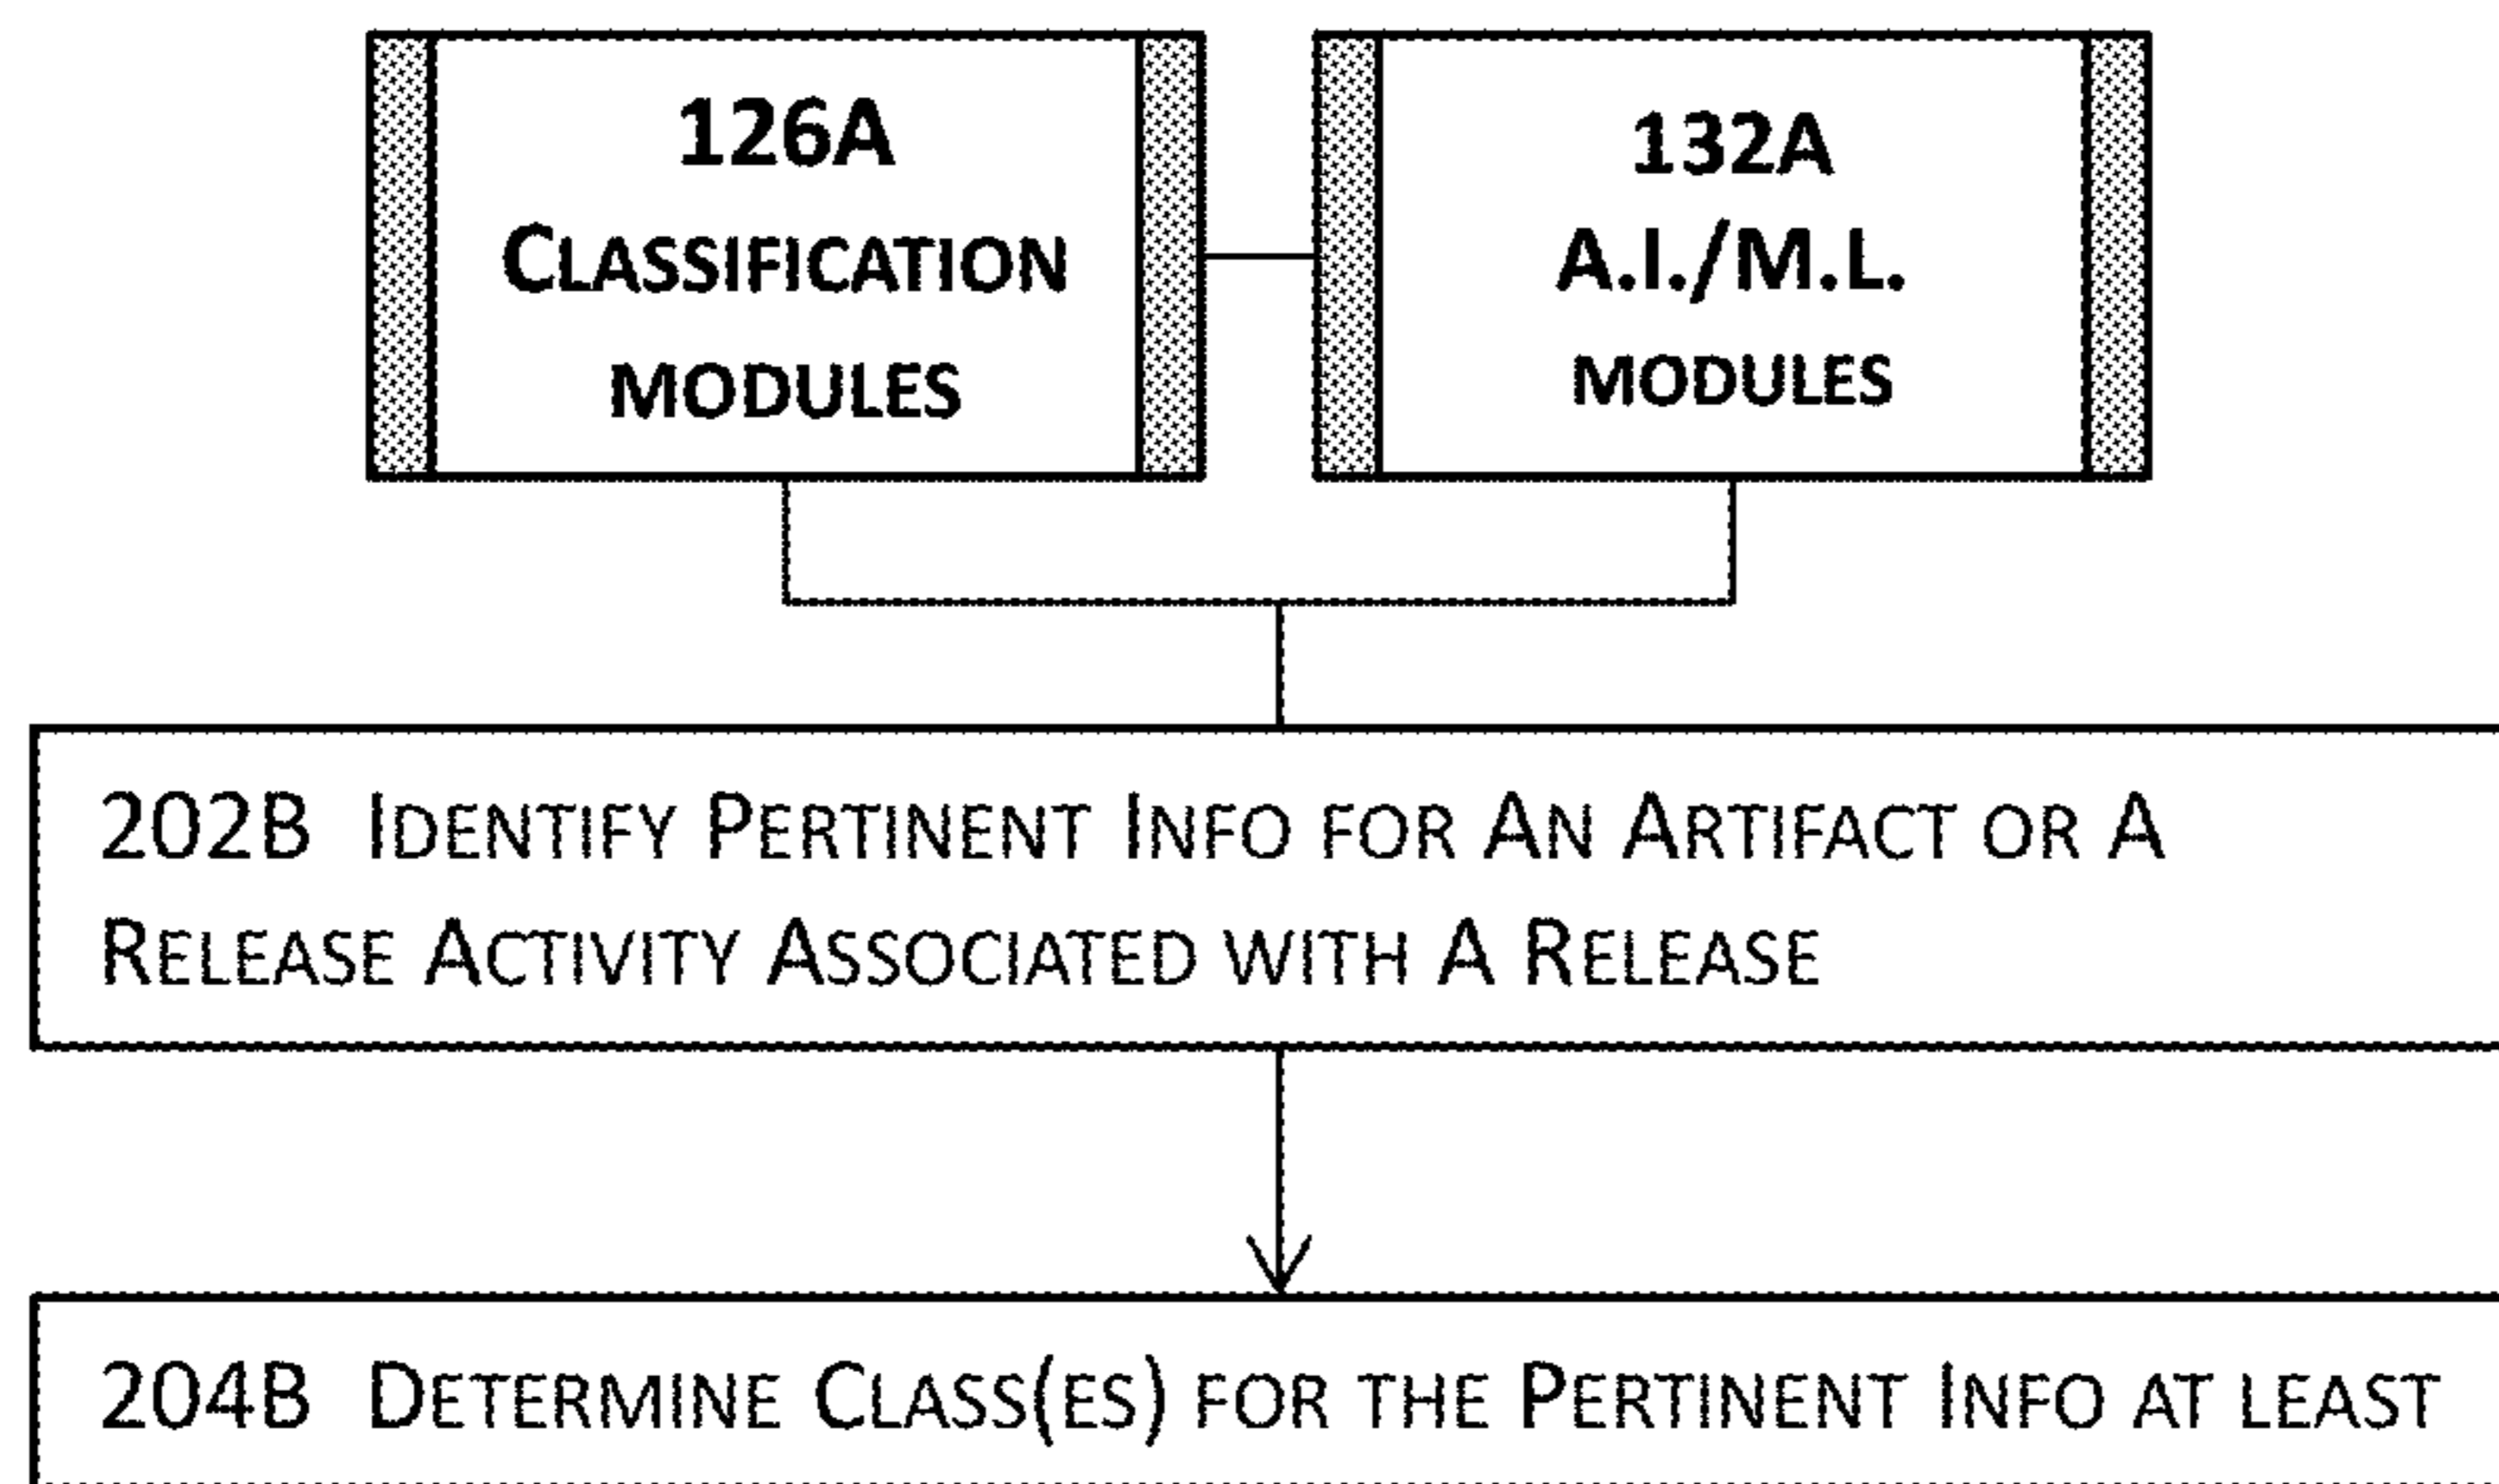 126A
CLASSIFICATION
MODULES
132A
A.I./M.L.
MODULES
202B IDENTIFY PERTINENT INFO FOR AN ARTIFACT OR A
RELEASE ACTIVITY ASSOCIATED WITH A RELEASE
204B DETERMINE CLASS(ES) FOR THE PERTINENT INFO AT LEAST